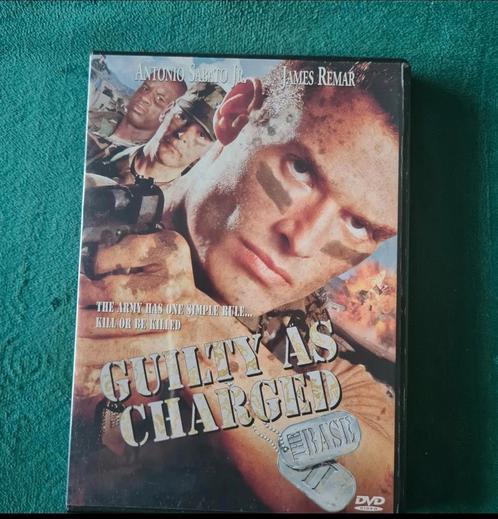 ANTONIO SABATO JR. JAMES REMAR
THE ARMY HAS ONE SIMPLE RULE...
KILL OR BE KILLED
GUILTY AS
CHARGED
THE BASE
II
DVD
VIDEO